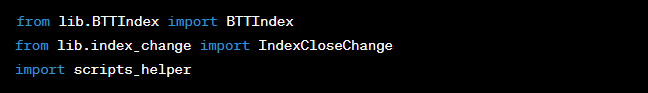 from lib.BTTIndex import BTTIndex
from lib.index_change import IndexCloseChange
import scripts_helper